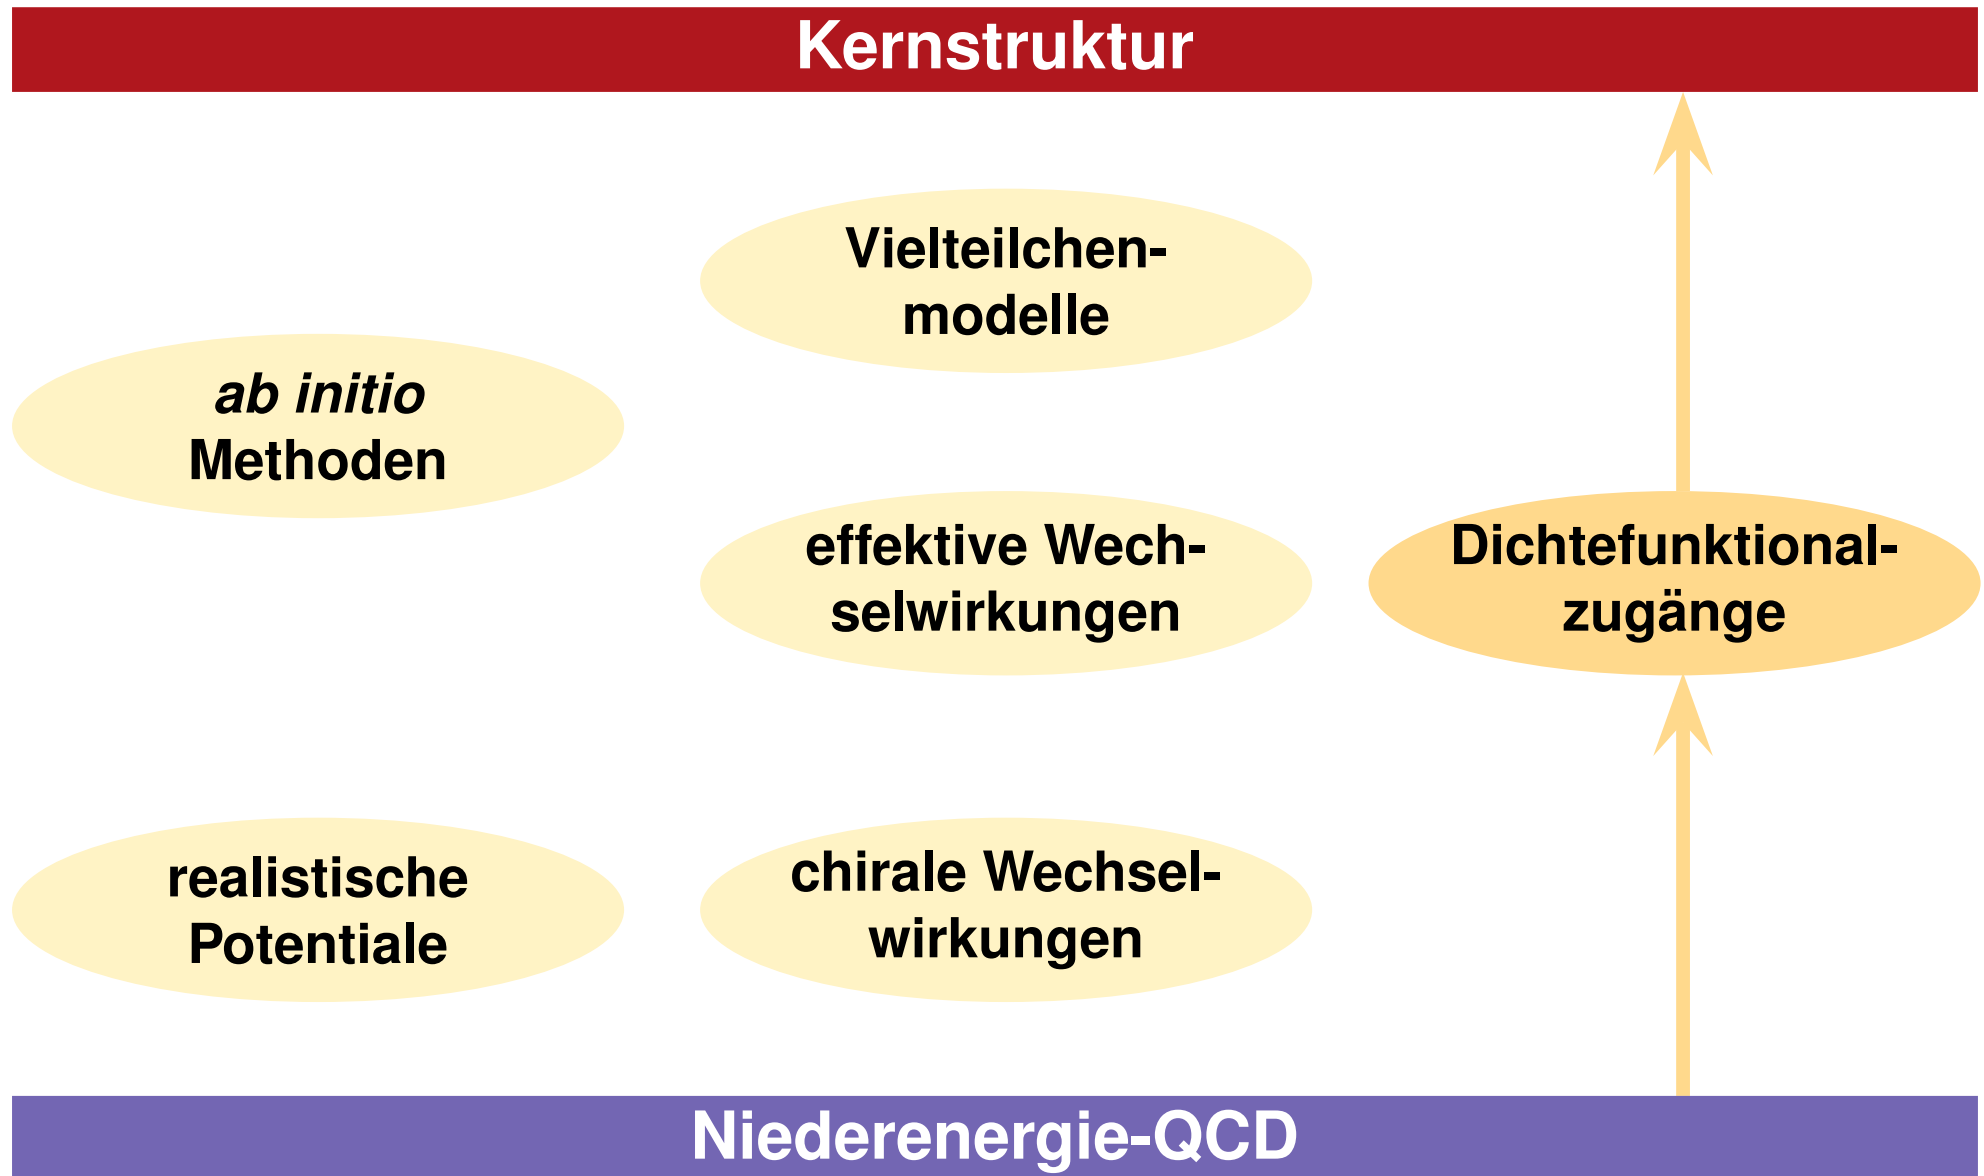 Kernstruktur
Vielteilchen-
modelle
ab initio
Methoden
effektive Wech-
selwirkungen
Dichtefunktional-
zugänge
realistische
Potentiale
chirale Wechsel-
wirkungen
Niederenergie-QCD